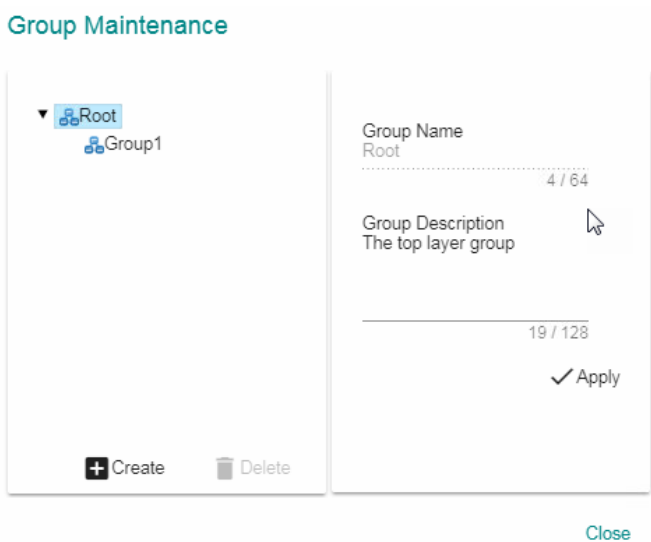 Group Maintenance
Root
Group1
Create
Delete
Group Name
Root
4 / 64
Group Description
The top layer group
19 / 128
Apply
Close